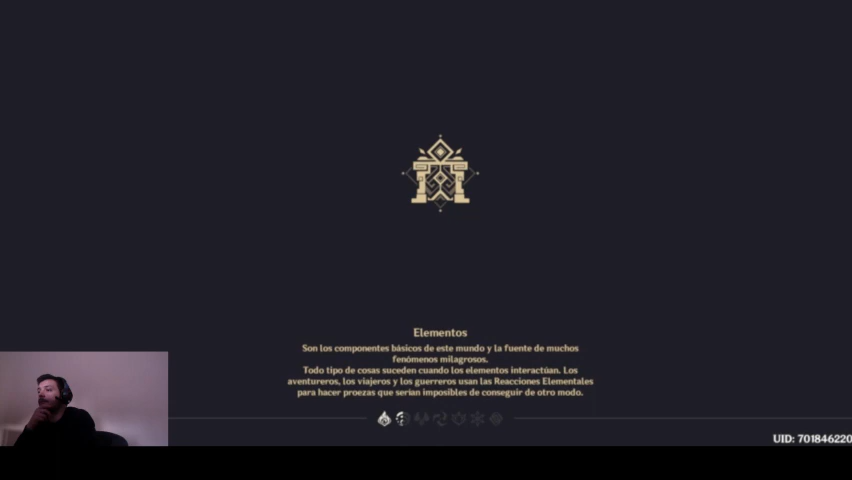 Elementos
Son los componentes básicos de este mundo y la fuente de muchos
fenómenos milagrosos.
Todo tipo de cosas suceden cuando los elementos interactúan. Los
aventureros, los viajeros y los guerreros usan las Reacciones Elementales
para hacer proezas que serían imposibles de conseguir de otro modo.
UID: 701846220